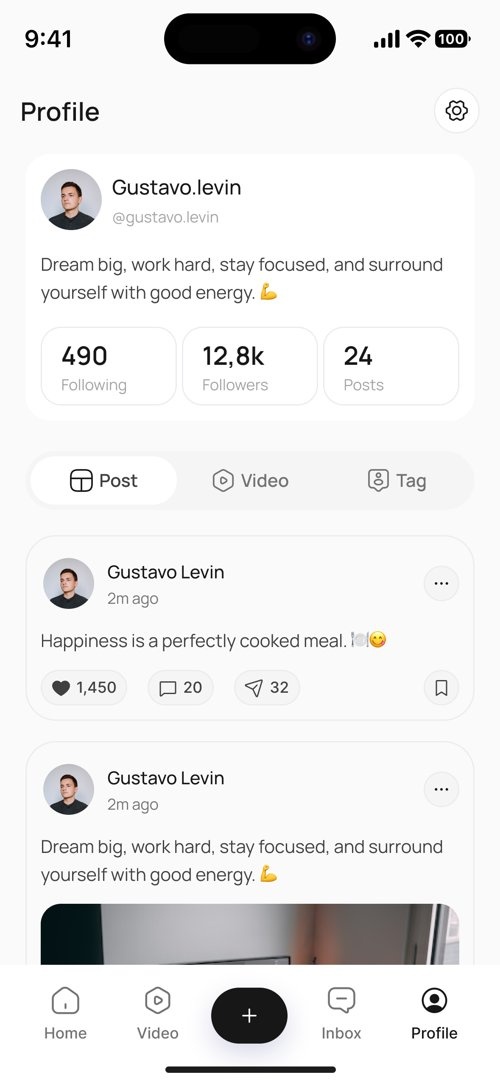 9:41
100
Profile
Gustavo.levin
@gustavo.levin
Dream big, work hard, stay focused, and surround
yourself with good energy. 💪
490 12,8k 24
Following Followers Posts
Post Video Tag
Gustavo Levin
2m ago
Happiness is a perfectly cooked meal. 🍽️😋
1,450 20 32
Gustavo Levin
2m ago
Dream big, work hard, stay focused, and surround
yourself with good energy. 💪
Home Video Inbox Profile